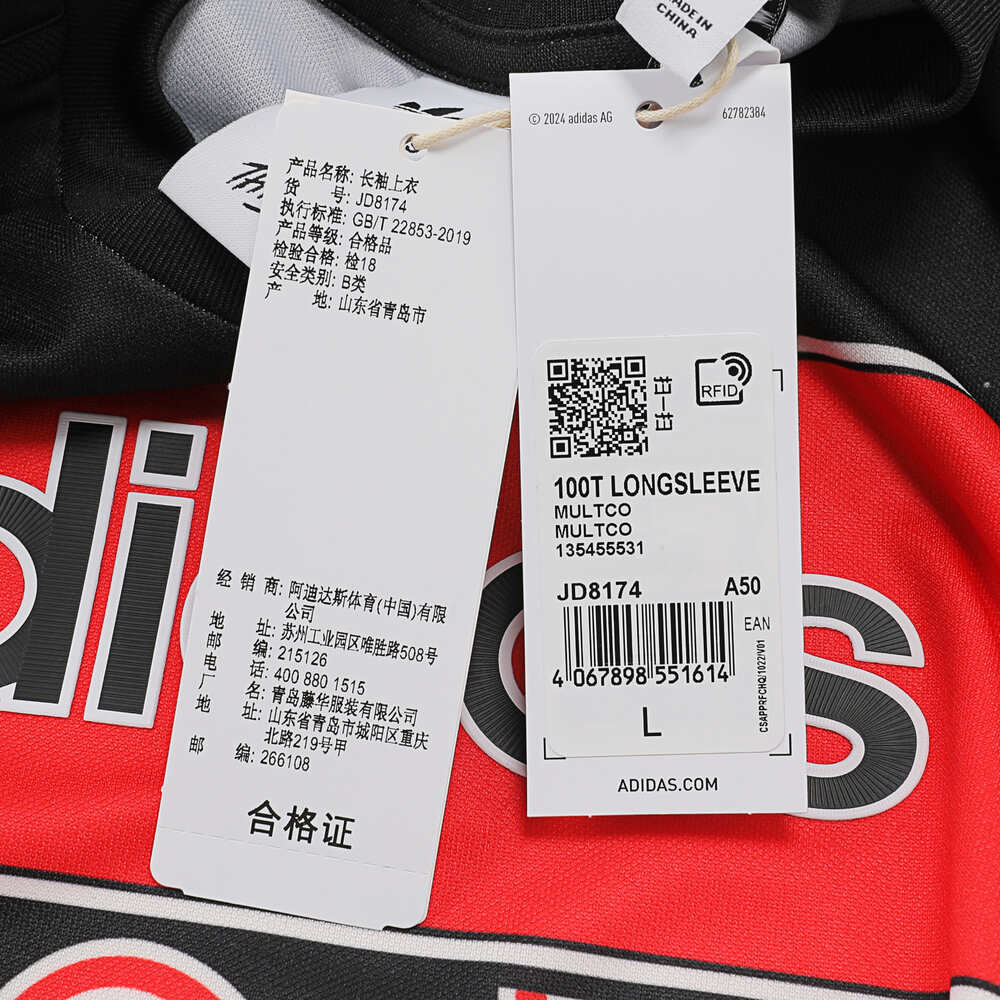 MADE IN
CHINA
产品名称: 长袖上衣
货 号: JD8174
执行标准: GB/T 22853-2019
产品等级: 合格品
检验合格: 检18
安全类别: B类
产 地: 山东省青岛市
经 销 商: 阿迪达斯体育(中国)有限
公司
地 址: 苏州工业园区唯胜路508号
邮 编: 215126
电 话: 400 880 1515
厂 名: 青岛藤华服装有限公司
地 址: 山东省青岛市城阳区重庆
北路219号甲
邮 编: 266108
合格证
© 2024 adidas AG
62782384
扫一扫
RFID
100T LONGSLEEVE
MULTCO
MULTCO
135455531
JD8174 A50
EAN
4 067898 551614
L
CSAPPRFCHQ/1022/V01
ADIDAS.COM